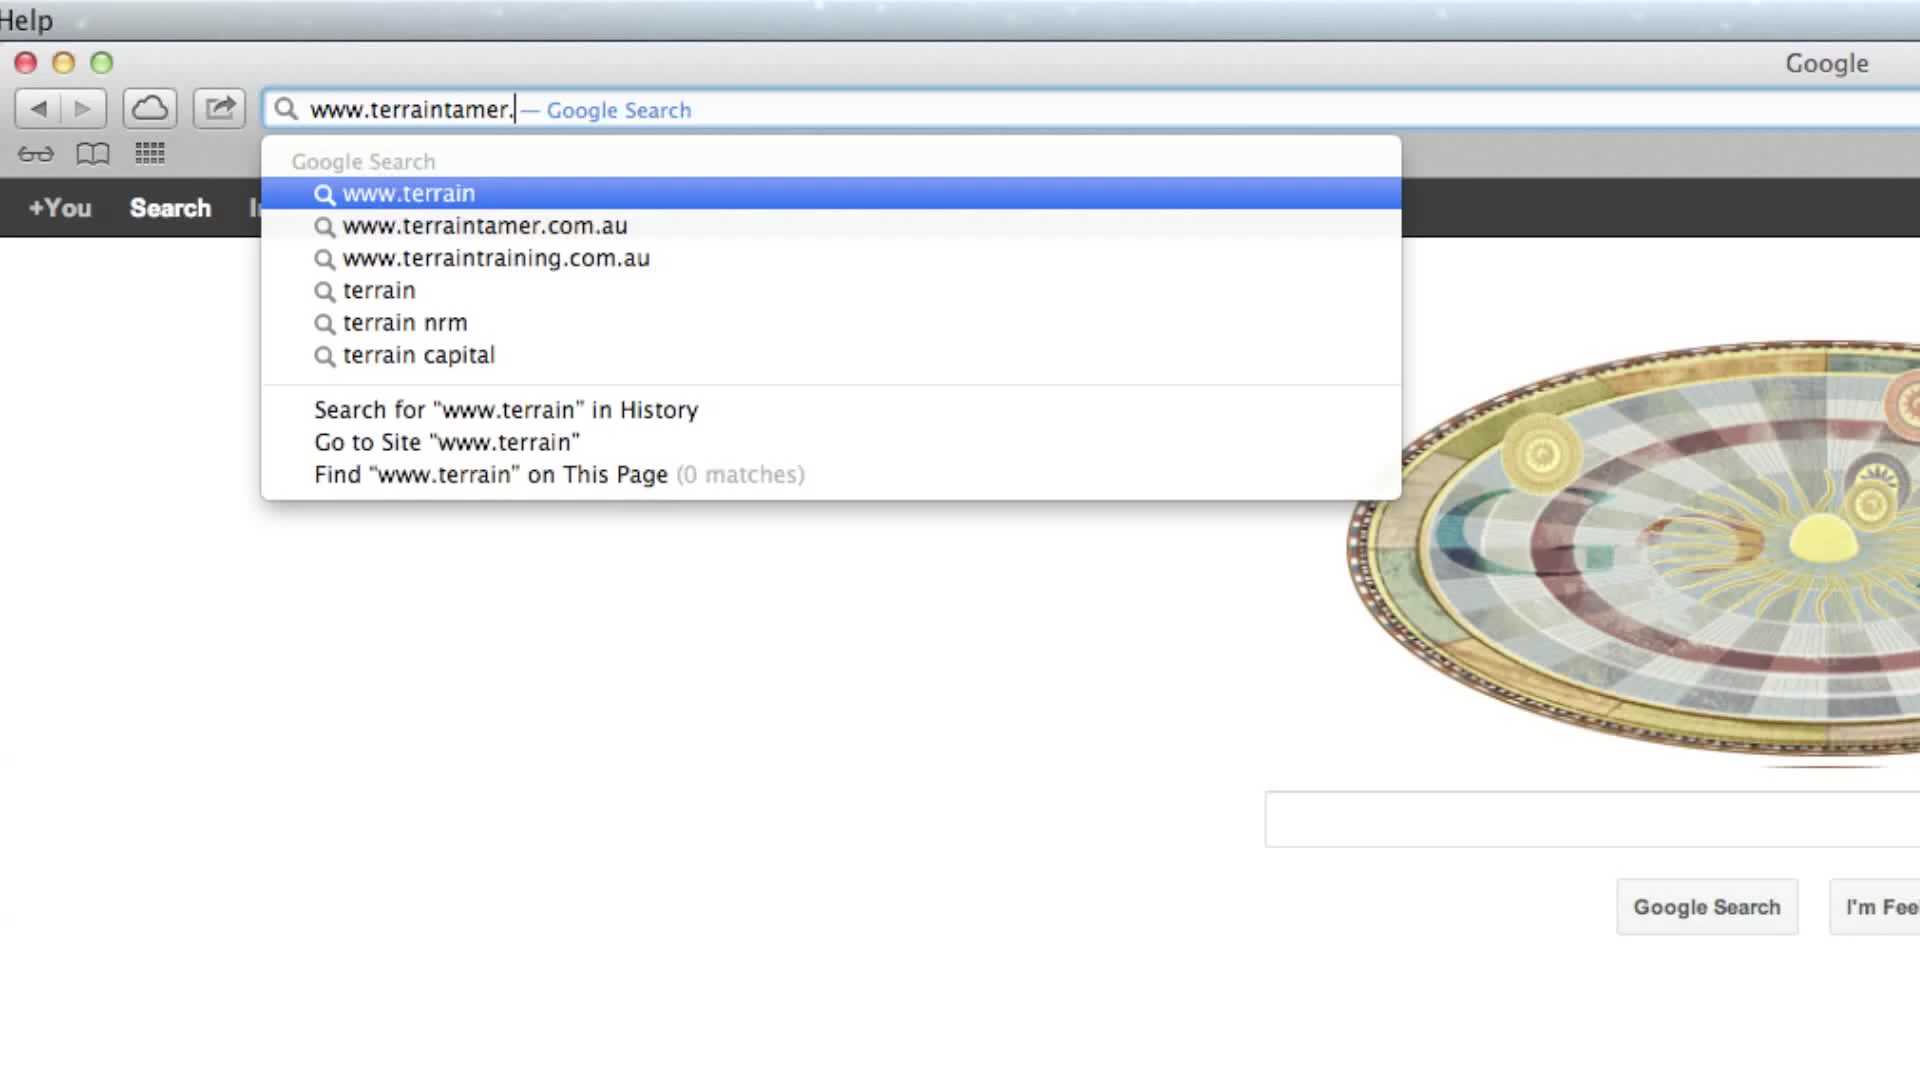 Help
Google
www.terraintamer. — Google Search
Google Search
www.terrain
www.terraintamer.com.au
www.terraintraining.com.au
terrain
terrain nrm
terrain capital
Search for “www.terrain” in History
Go to Site “www.terrain”
Find “www.terrain” on This Page (0 matches)
+You Search
Google Search I'm Feel